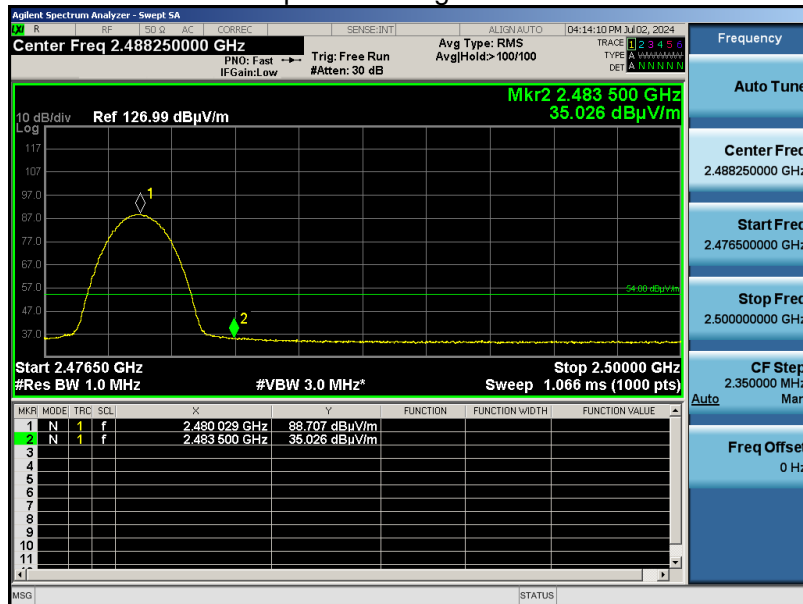 Agilent Spectrum Analyzer - Swept SA
LXI R RF 50 Ω AC CORREC SENSE:INT ALIGN AUTO 04:14:10 PM Jul 02, 2024
Center Freq 2.488250000 GHz
PNO: Fast
IFGain:Low
Trig: Free Run
#Atten: 30 dB
Avg Type: RMS
Avg|Hold:>100/100
TRACE 1 2 3 4 5 6
TYPE A
DET A N N N N N
Mkr2 2.483 500 GHz
35.026 dBµV/m
10 dB/div Ref 126.99 dBµV/m
Log
117
107
97.0
87.0
77.0
67.0
57.0
47.0
37.0
1
2
54.00 dBµV/m
Start 2.47650 GHz Stop 2.50000 GHz
#Res BW 1.0 MHz #VBW 3.0 MHz* Sweep 1.066 ms (1000 pts)
MKR MODE TRC SCL X Y FUNCTION FUNCTION WIDTH FUNCTION VALUE
1 N 1 f 2.480 029 GHz 88.707 dBµV/m
2 N 1 f 2.483 500 GHz 35.026 dBµV/m
3
4
5
6
7
8
9
10
11
MSG STATUS
Frequency
Auto Tune
Center Freq
2.488250000 GHz
Start Freq
2.476500000 GHz
Stop Freq
2.500000000 GHz
CF Step
2.350000 MHz
Auto Man
Freq Offset
0 Hz